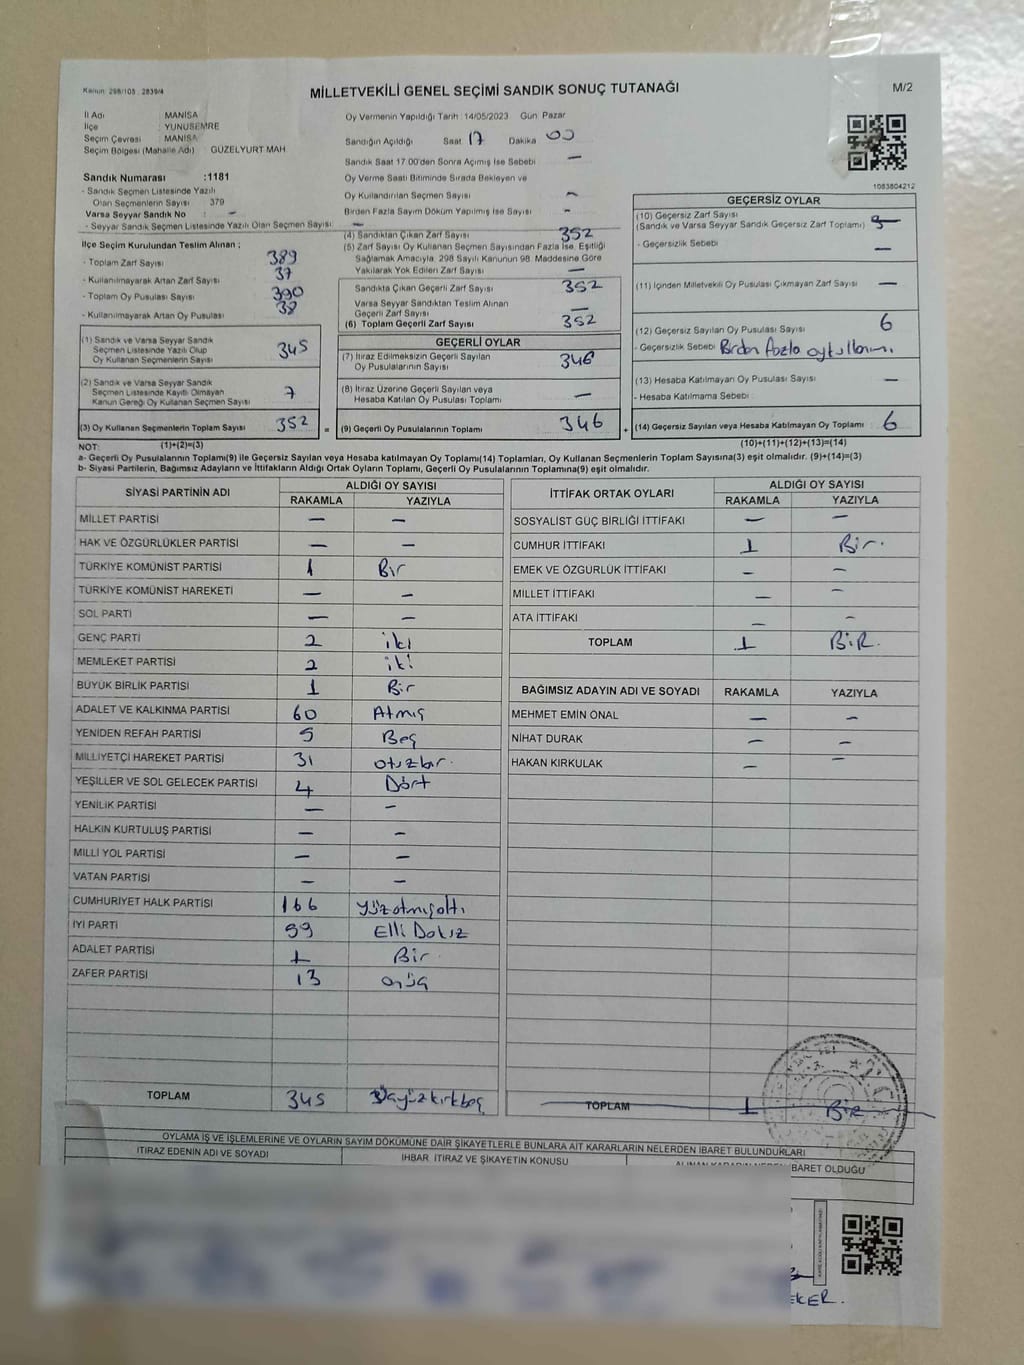 Kanun: 298/105 , 2839/4
MİLLETVEKİLİ GENEL SEÇİMİ SANDIK SONUÇ TUTANAĞI
M/2
İl Adı : MANİSA
İlçe : YUNUSEMRE
Seçim Çevresi : MANİSA
Seçim Bölgesi (Mahalle Adı) : GÜZELYURT MAH
Sandık Numarası :1181
- Sandık Seçmen Listesinde Yazılı
Olan Seçmenlerin Sayısı : 379
Varsa Seyyar Sandık No : –
- Seyyar Sandık Seçmen Listesinde Yazılı Olan Seçmen Sayısı: –
İlçe Seçim Kurulundan Teslim Alınan ;
- Toplam Zarf Sayısı 389
- Kullanılmayarak Artan Zarf Sayısı 37
- Toplam Oy Pusulası Sayısı 390
- Kullanılmayarak Artan Oy Pusulası 38
(1) Sandık ve Varsa Seyyar Sandık
Seçmen Listesinde Yazılı Olup
Oy Kullanan Seçmenlerin Sayısı 345
(2) Sandık ve Varsa Seyyar Sandık
Seçmen Listesinde Kayıtlı Olmayan
Kanun Gereği Oy Kullanan Seçmen Sayısı 7
(3) Oy Kullanan Seçmenlerin Toplam Sayısı 352 =
Oy Vermenin Yapıldığı Tarih :14/05/2023 Gün Pazar
Sandığın Açıldığı Saat 17 Dakika 00
Sandık Saat 17.00'den Sonra Açılmış İse Sebebi –
Oy Verme Saati Bitiminde Sırada Bekleyen ve
Oy Kullandırılan Seçmen Sayısı –
Birden Fazla Sayım Döküm Yapılmış İse Sayısı –
(4) Sandıktan Çıkan Zarf Sayısı 352
(5) Zarf Sayısı Oy Kullanan Seçmen Sayısından Fazla İse, Eşitliği
Sağlamak Amacıyla, 298 Sayılı Kanunun 98. Maddesine Göre
Yakılarak Yok Edilen Zarf Sayısı –
Sandıkta Çıkan Geçerli Zarf Sayısı 352
Varsa Seyyar Sandıktan Teslim Alınan
Geçerli Zarf Sayısı –
(6) Toplam Geçerli Zarf Sayısı 352
GEÇERLİ OYLAR
(7) İtiraz Edilmeksizin Geçerli Sayılan
Oy Pusulalarının Sayısı 346
(8) İtiraz Üzerine Geçerli Sayılan veya
Hesaba Katılan Oy Pusulası Toplamı –
(9) Geçerli Oy Pusulalarının Toplamı 346 +
1083804212
GEÇERSİZ OYLAR
(10) Geçersiz Zarf Sayısı
(Sandık ve Varsa Seyyar Sandık Geçersiz Zarf Toplamı)
- Geçersizlik Sebebi –
(11) İçinden Milletvekili Oy Pusulası Çıkmayan Zarf Sayısı –
(12) Geçersiz Sayılan Oy Pusulası Sayısı 6
- Geçersizlik Sebebi Birden fazla oy kullanımı
(13) Hesaba Katılmayan Oy Pusulası Sayısı –
- Hesaba Katılmama Sebebi
(14) Geçersiz Sayılan veya Hesaba Katılmayan Oy Toplamı 6
NOT: (1)+(2)=(3)
(10)+(11)+(12)+(13)=(14)
a- Geçerli Oy Pusulalarının Toplamı(9) ile Geçersiz Sayılan veya Hesaba Katılmayan Oy Toplamı(14) Toplamları, Oy Kullanan Seçmenlerin Toplam Sayısına(3) eşit olmalıdır. (9)+(14)=(3)
b- Siyasi Partilerin, Bağımsız Adayların ve İttifakların Aldığı Ortak Oyların Toplamı, Geçerli Oy Pusulalarının Toplamına(9) eşit olmalıdır.
SİYASİ PARTİNİN ADI ALDIĞI OY SAYISI
RAKAMLA YAZIYLA
MİLLET PARTİSİ – –
HAK VE ÖZGÜRLÜKLER PARTİSİ – –
TÜRKİYE KOMÜNİST PARTİSİ 1 Bir
TÜRKİYE KOMÜNİST HAREKETİ – –
SOL PARTİ – –
GENÇ PARTİ 2 iki
MEMLEKET PARTİSİ 2 iki
BÜYÜK BİRLİK PARTİSİ 1 Bir
ADALET VE KALKINMA PARTİSİ 60 Atmış
YENİDEN REFAH PARTİSİ 5 Beş
MİLLİYETÇİ HAREKET PARTİSİ 31 otuzbir.
YEŞİLLER VE SOL GELECEK PARTİSİ 4 Dört
YENİLİK PARTİSİ – –
HALKIN KURTULUŞ PARTİSİ – –
MİLLİ YOL PARTİSİ – –
VATAN PARTİSİ – –
CUMHURİYET HALK PARTİSİ 166 yüzatmışaltı
İYİ PARTİ 59 Elli Dokuz
ADALET PARTİSİ 1 Bir
ZAFER PARTİSİ 13 onüç
TOPLAM 345 üçyüzkırkbeş
İTTİFAK ORTAK OYLARI ALDIĞI OY SAYISI
RAKAMLA YAZIYLA
SOSYALİST GÜÇ BİRLİĞİ İTTİFAKI – –
CUMHUR İTTİFAKI 1 Bir.
EMEK VE ÖZGÜRLÜK İTTİFAKI – –
MİLLET İTTİFAKI – –
ATA İTTİFAKI – –
TOPLAM 1 BİR.
BAĞIMSIZ ADAYIN ADI VE SOYADI RAKAMLA YAZIYLA
MEHMET EMİN ÖNAL – –
NİHAT DURAK – –
HAKAN KIRKULAK – –
TOPLAM 1 Bir
OYLAMA İŞ VE İŞLEMLERİNE VE OYLARIN SAYIM DÖKÜMÜNE DAİR ŞİKAYETLERLE BUNLARA AİT KARARLARIN NELERDEN İBARET BULUNDUKLARI
İTİRAZ EDENİN ADI VE SOYADI
İHBAR, İTİRAZ VE ŞİKAYETİN KONUSU
ALINAN KARARIN NEDEN İBARET OLDUĞU
EKER.